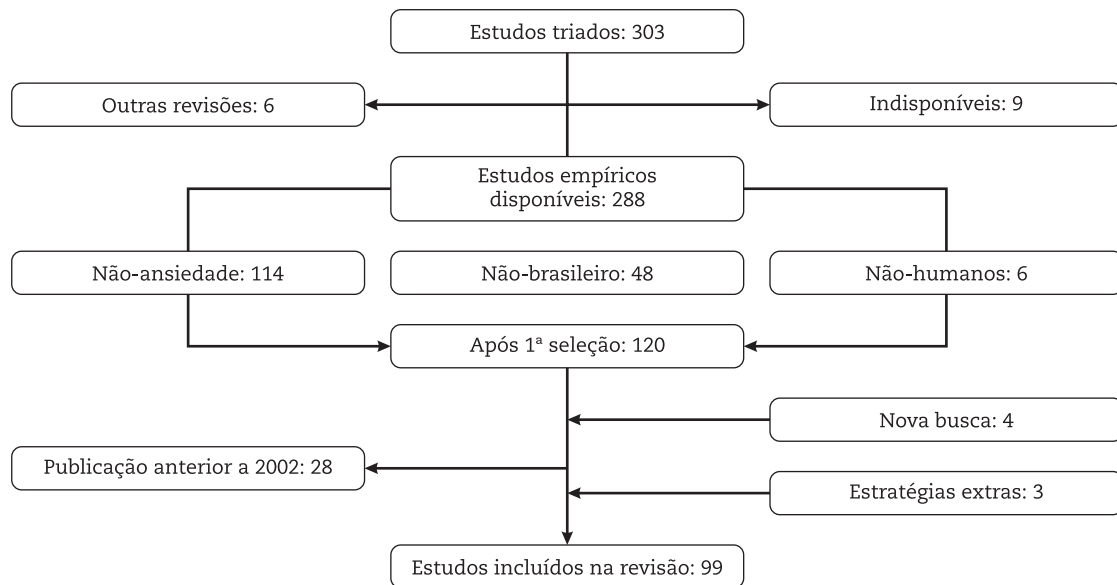 Estudos triados: 303
Outras revisões: 6
Indisponíveis: 9
Estudos empíricos
disponíveis: 288
Não-ansiedade: 114
Não-brasileiro: 48
Não-humanos: 6
Após 1ª seleção: 120
Nova busca: 4
Publicação anterior a 2002: 28
Estratégias extras: 3
Estudos incluídos na revisão: 99